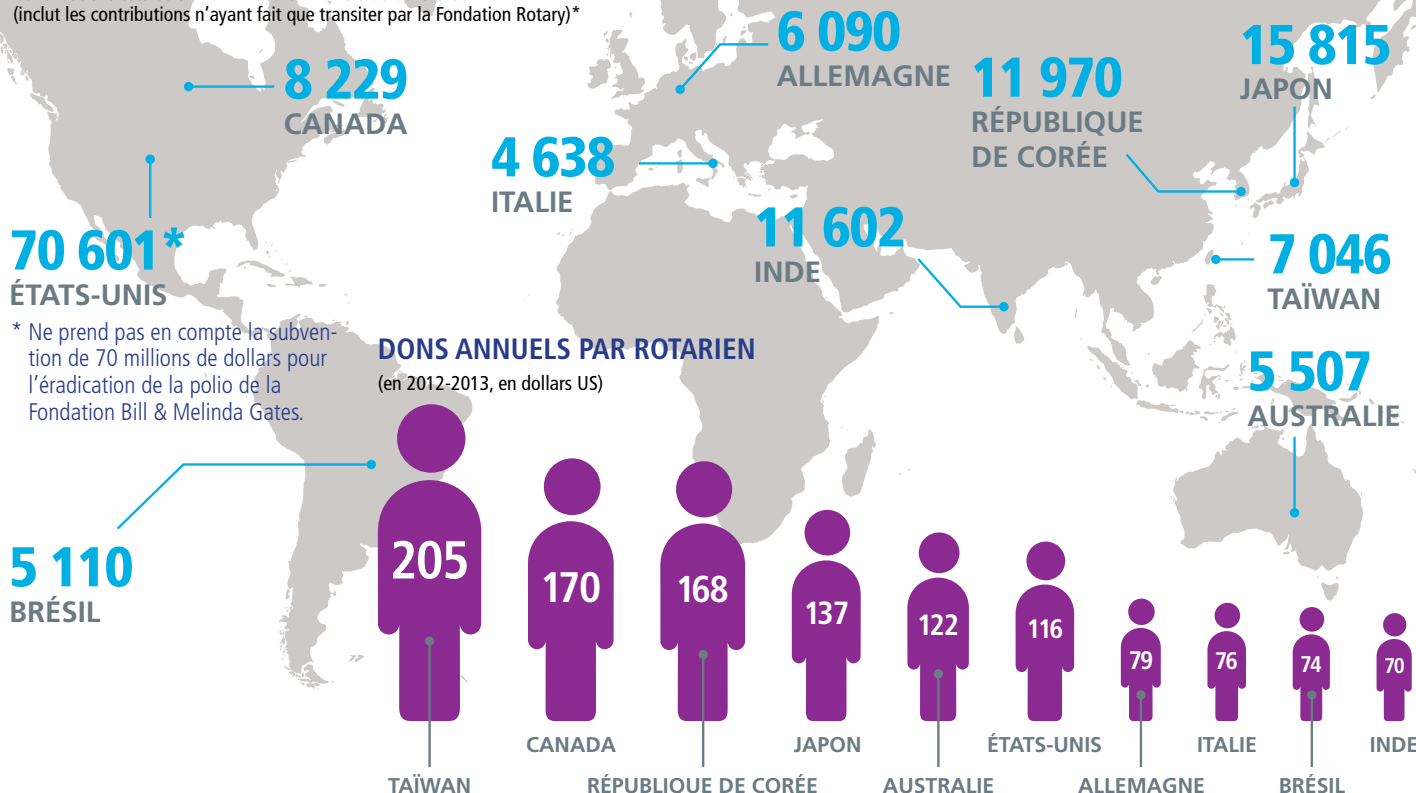 (inclut les contributions n’ayant fait que transiter par la Fondation Rotary)*
8 229
CANADA
6 090
ALLEMAGNE
11 970
RÉPUBLIQUE
DE CORÉE
15 815
JAPON
4 638
ITALIE
70 601*
ÉTATS-UNIS
11 602
INDE
7 046
TAÏWAN
* Ne prend pas en compte la subven-
tion de 70 millions de dollars pour
l’éradication de la polio de la
Fondation Bill & Melinda Gates.
5 507
AUSTRALIE
5 110
BRÉSIL
DONS ANNUELS PAR ROTARIEN
(en 2012-2013, en dollars US)
205
170
168
137
122
116
79
76
74
70
CANADA
JAPON
ÉTATS-UNIS
ITALIE
INDE
TAÏWAN
RÉPUBLIQUE DE CORÉE
AUSTRALIE
ALLEMAGNE
BRÉSIL